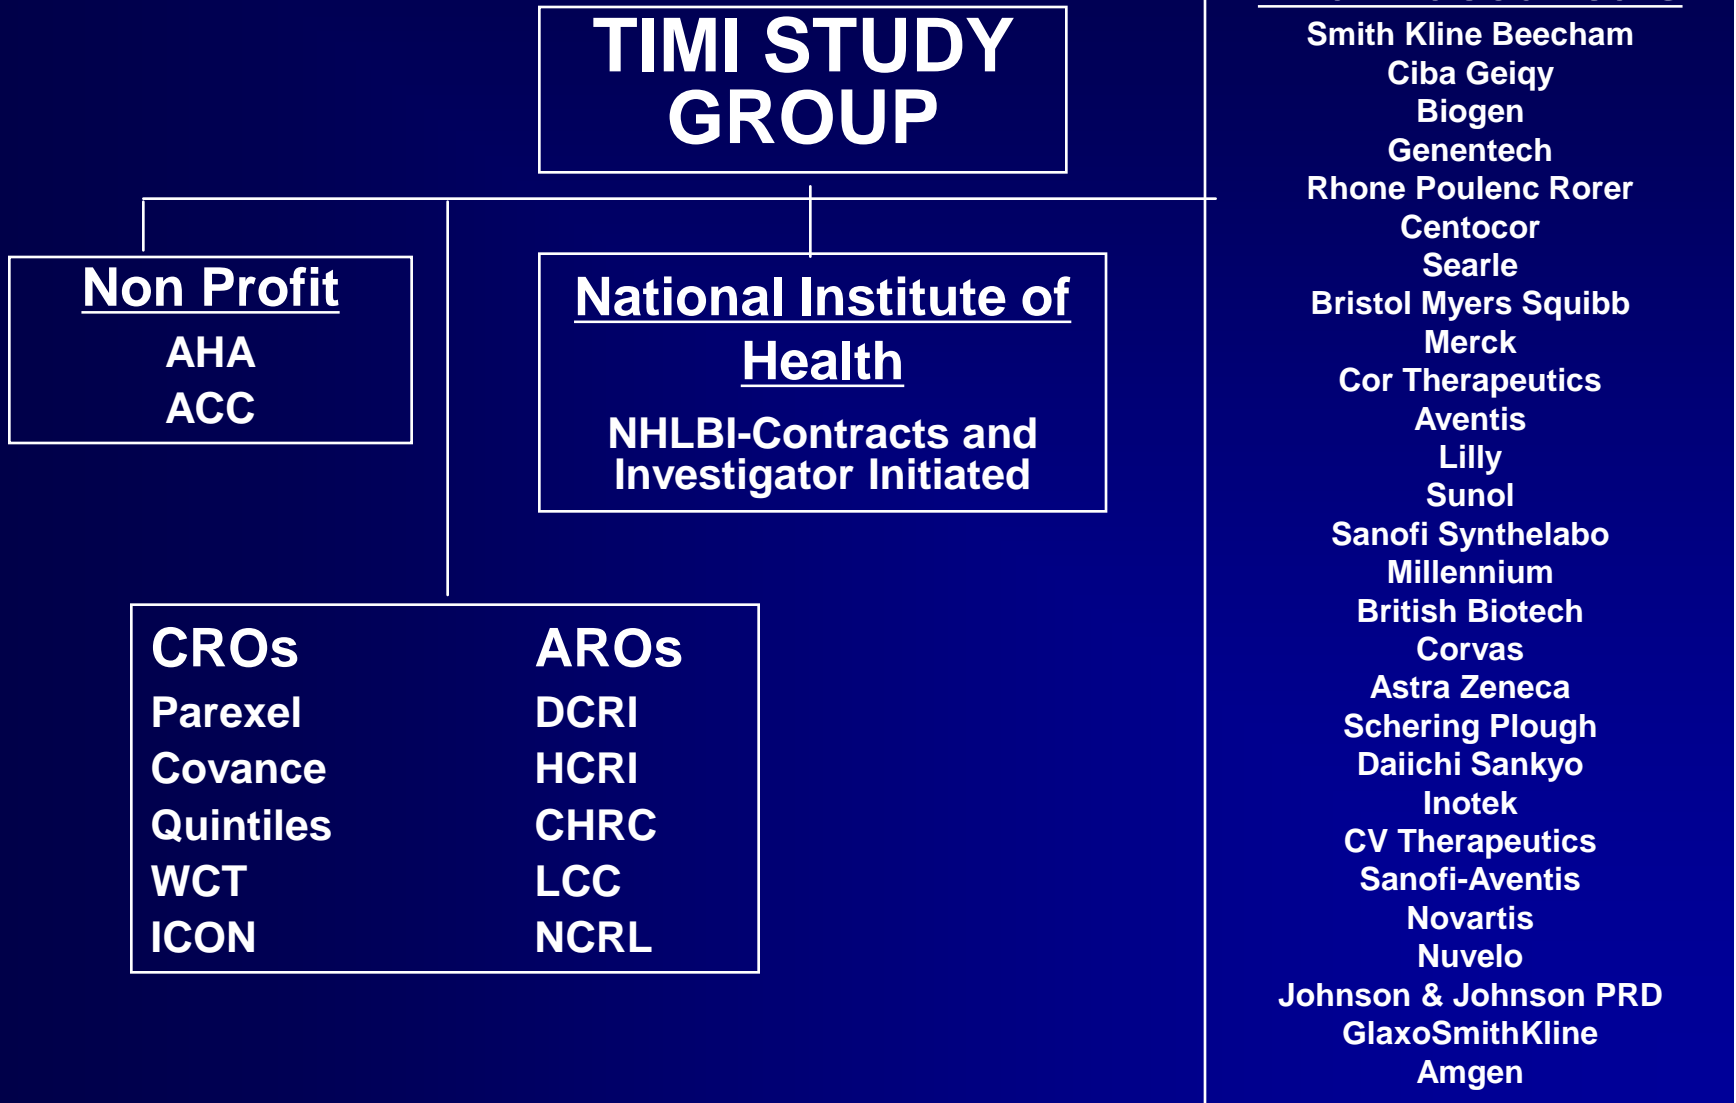 TIMI STUDY
GROUP
Non Profit
AHA
ACC
National Institute of
Health
NHLBI-Contracts and
Investigator Initiated
CROs
Parexel
Covance
Quintiles
WCT
ICON
AROs
DCRI
HCRI
CHRC
LCC
NCRL
Smith Kline Beecham
Ciba Geiqy
Biogen
Genentech
Rhone Poulenc Rorer
Centocor
Searle
Bristol Myers Squibb
Merck
Cor Therapeutics
Aventis
Lilly
Sunol
Sanofi Synthelabo
Millennium
British Biotech
Corvas
Astra Zeneca
Schering Plough
Daiichi Sankyo
Inotek
CV Therapeutics
Sanofi-Aventis
Novartis
Nuvelo
Johnson & Johnson PRD
GlaxoSmithKline
Amgen